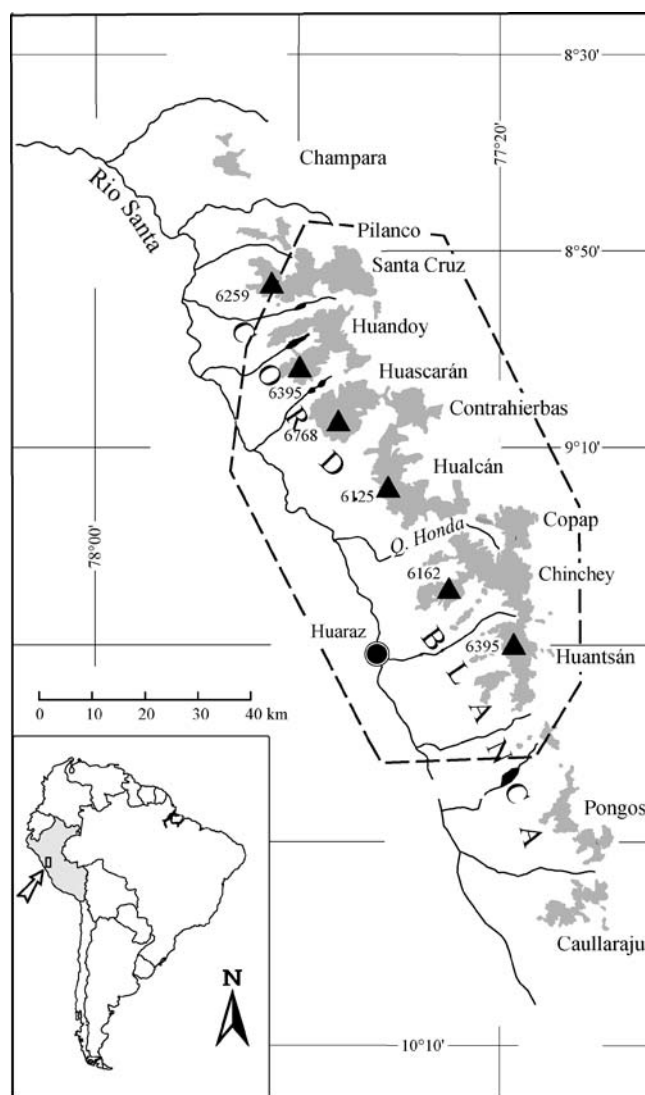 8°30'
77°20'
Champara
Rio Santa
Pilanco
8°50'
Santa Cruz
6259
Huandoy
6395
Huascarán
6768
Contrahierbas
9°10'
Hualcán
6125
CORD.
Q. Honda
Copap
78°00'
6162
Chinchey
Huaraz
6395
Huantsán
BLANCA
0 10 20 40 km
Pongos
Caullaraju
N
10°10'